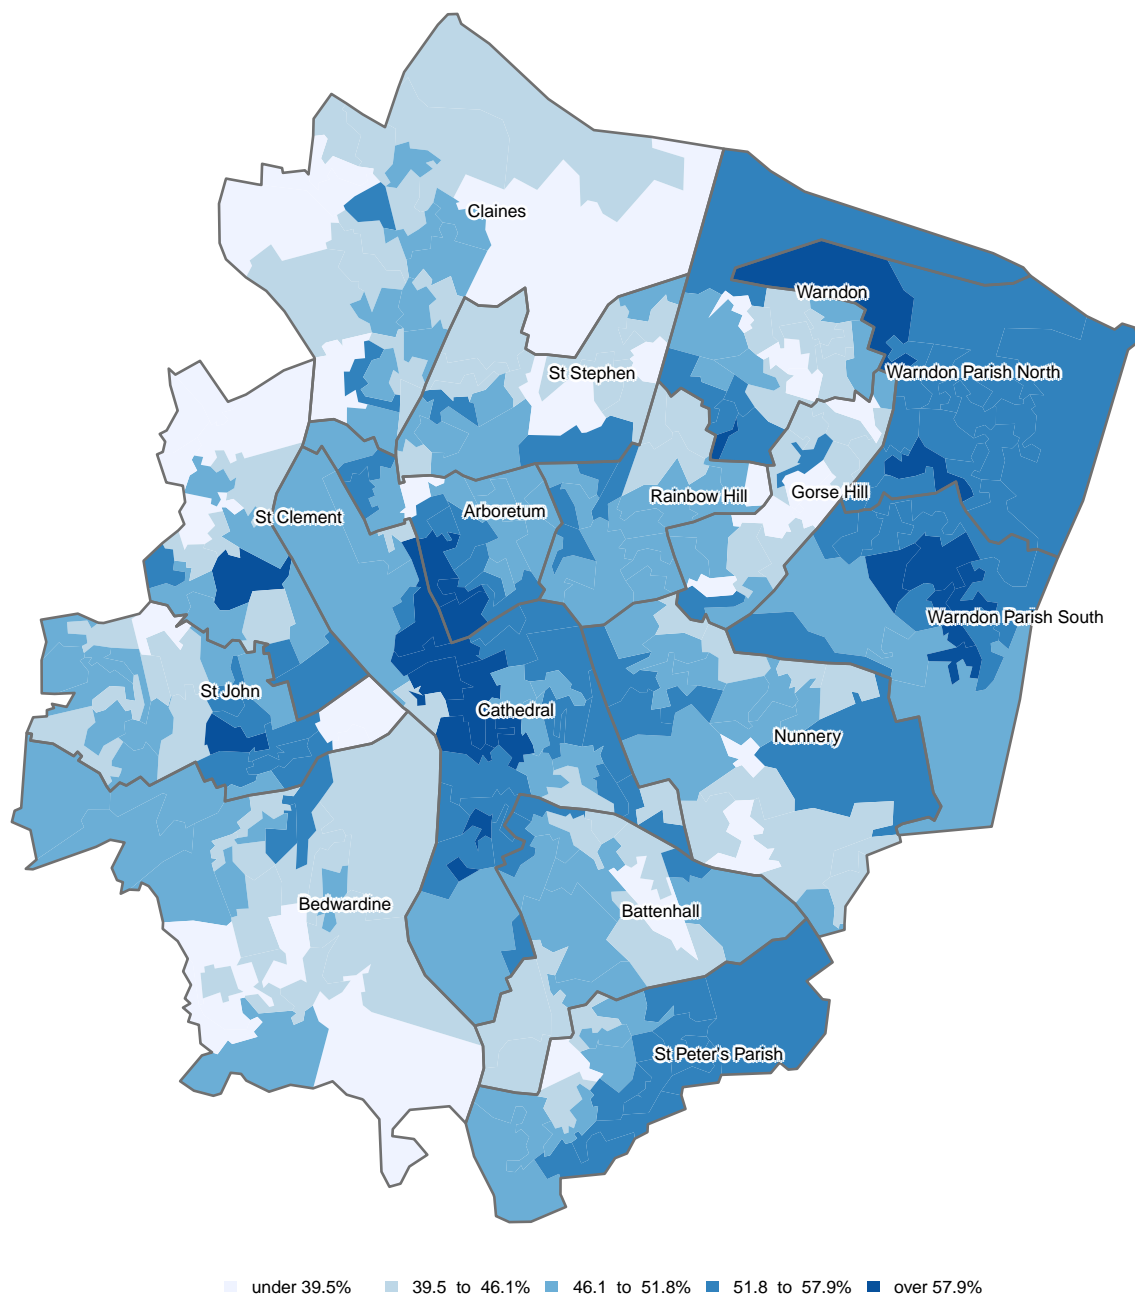 Claines
Warndon
Warndon Parish North
St Stephen
Rainbow Hill
Gorse Hill
Arboretum
St Clement
Warndon Parish South
St John
Cathedral
Nunnery
Bedwardine
Battenhall
St Peter's Parish
under 39.5% 39.5 to 46.1% 46.1 to 51.8% 51.8 to 57.9% over 57.9%